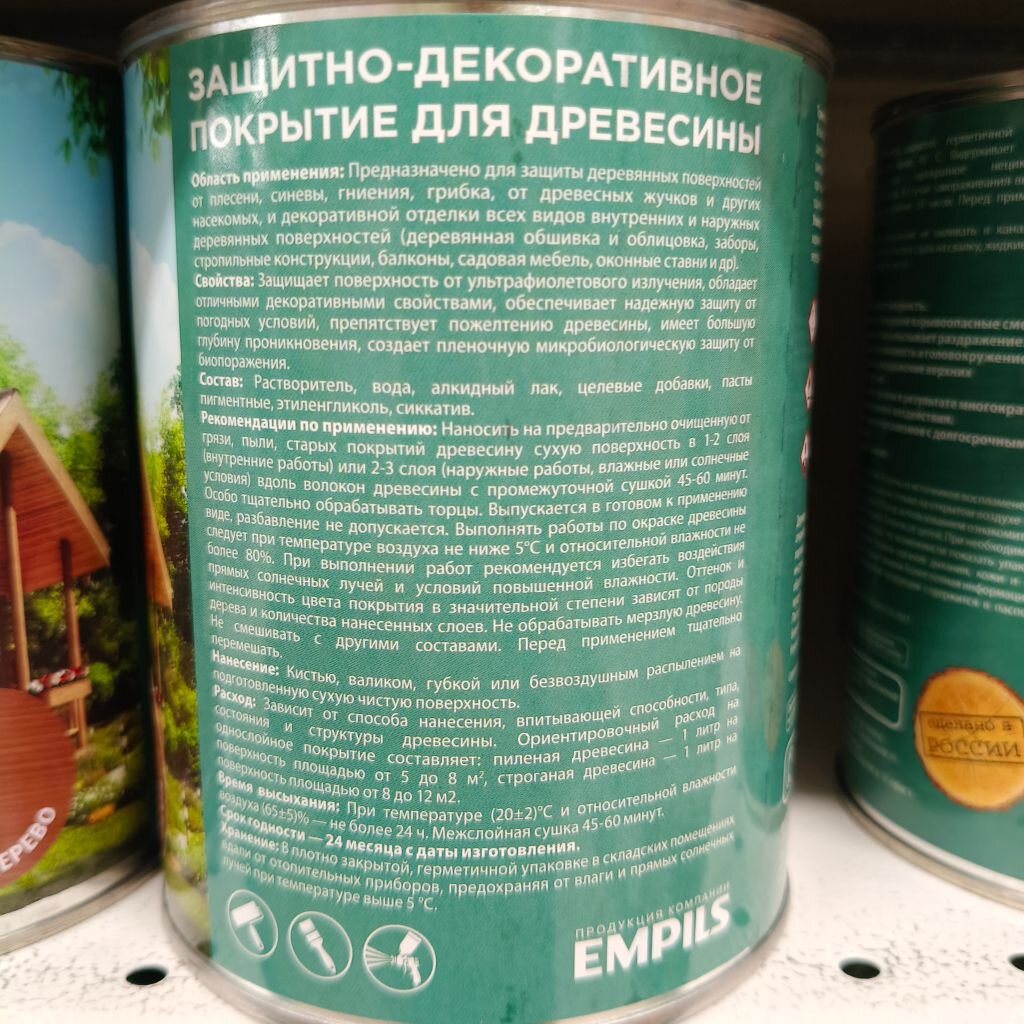 ЗАЩИТНО-ДЕКОРАТИВНОЕ
ПОКРЫТИЕ ДЛЯ ДРЕВЕСИНЫ
Область применения: Предназначено для защиты деревянных поверхностей
от плесени, синевы, гниения, грибка, от древесных жучков и других
насекомых, и декоративной отделки всех видов внутренних и наружных
деревянных поверхностей (деревянная обшивка и облицовка, заборы,
стропильные конструкции, балконы, садовая мебель, оконные ставни и др).
Свойства: Защищает поверхность от ультрафиолетового излучения, обладает
отличными декоративными свойствами, обеспечивает надежную защиту от
погодных условий, препятствует пожелтению древесины, имеет большую
глубину проникновения, создает пленочную микробиологическую защиту от
биопоражения.
Состав: Растворитель, вода, алкидный лак, целевые добавки, пасты
пигментные, этиленгликоль, сиккатив.
Рекомендации по применению: Наносить на предварительно очищенную от
грязи, пыли, старых покрытий древесину сухую поверхность в 1-2 слоя
(внутренние работы) или 2-3 слоя (наружные работы, влажные или солнечные
условия) вдоль волокон древесины с промежуточной сушкой 45-60 минут.
Особо тщательно обрабатывать торцы. Выпускается в готовом к применению
виде, разбавление не допускается. Выполнять работы по окраске древесины
следует при температуре воздуха не ниже 5°С и относительной влажности не
более 80%. При выполнении работ рекомендуется избегать воздействия
прямых солнечных лучей и условий повышенной влажности. Оттенок и
интенсивность цвета покрытия в значительной степени зависят от породы
дерева и количества нанесенных слоев. Не обрабатывать мерзлую древесину.
Не смешивать с другими составами. Перед применением тщательно
перемешать.
Нанесение: Кистью, валиком, губкой или безвоздушным распылением на
подготовленную сухую чистую поверхность.
Расход: Зависит от способа нанесения, впитывающей способности, типа,
состояния и структуры древесины. Ориентировочный расход на
однослойное покрытие составляет: пиленая древесина — 1 литр на
поверхность площадью от 5 до 8 м², строганая древесина — 1 литр на
поверхность площадью от 8 до 12 м2.
Время высыхания: При температуре (20±2)°С и относительной влажности
воздуха (65±5)% — не более 24 ч. Межслойная сушка 45-60 минут.
Срок годности — 24 месяца с даты изготовления.
Хранение: В плотно закрытой, герметичной упаковке в складских помещениях
вдали от отопительных приборов, предохраняя от влаги и прямых солнечных
лучей при температуре выше 5 °С.
ПРОДУКЦИЯ КОМПАНИИ
EMPILS
ЕРЕВО
сделано в
РОССИИ